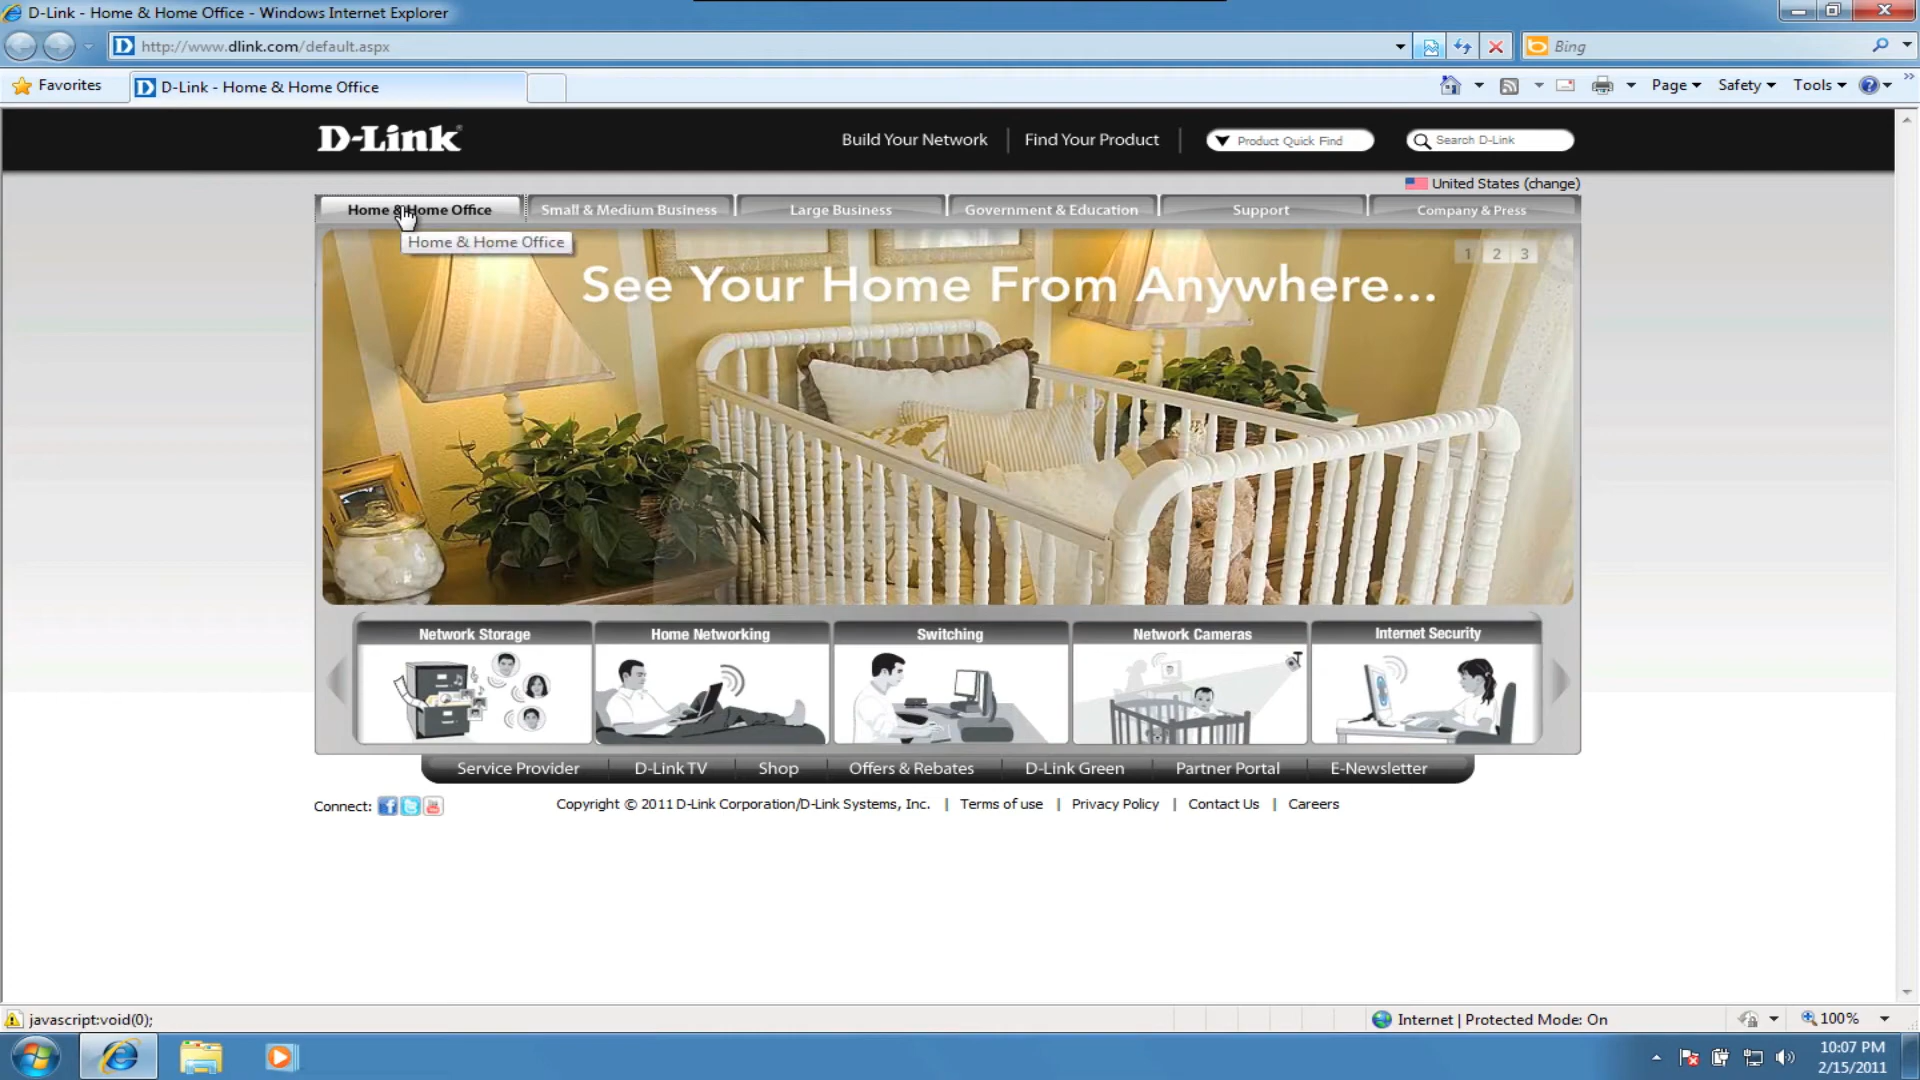 D-Link - Home & Home Office - Windows Internet Explorer
http://www.dlink.com/default.aspx
Bing
Favorites
D-Link - Home & Home Office
Page
Safety
Tools
D-Link
Build Your Network
Find Your Product
Product Quick Find
Search D-Link
United States (change)
Home & Home Office
Small & Medium Business
Large Business
Government & Education
Support
Company & Press
Home & Home Office
1 2 3
See Your Home From Anywhere...
Network Storage
Home Networking
Switching
Network Cameras
Internet Security
Service Provider
D-Link TV
Shop
Offers & Rebates
D-Link Green
Partner Portal
E-Newsletter
Connect:
Copyright © 2011 D-Link Corporation/D-Link Systems, Inc. | Terms of use | Privacy Policy | Contact Us | Careers
javascript:void(0);
Internet | Protected Mode: On
100%
10:07 PM
2/15/2011